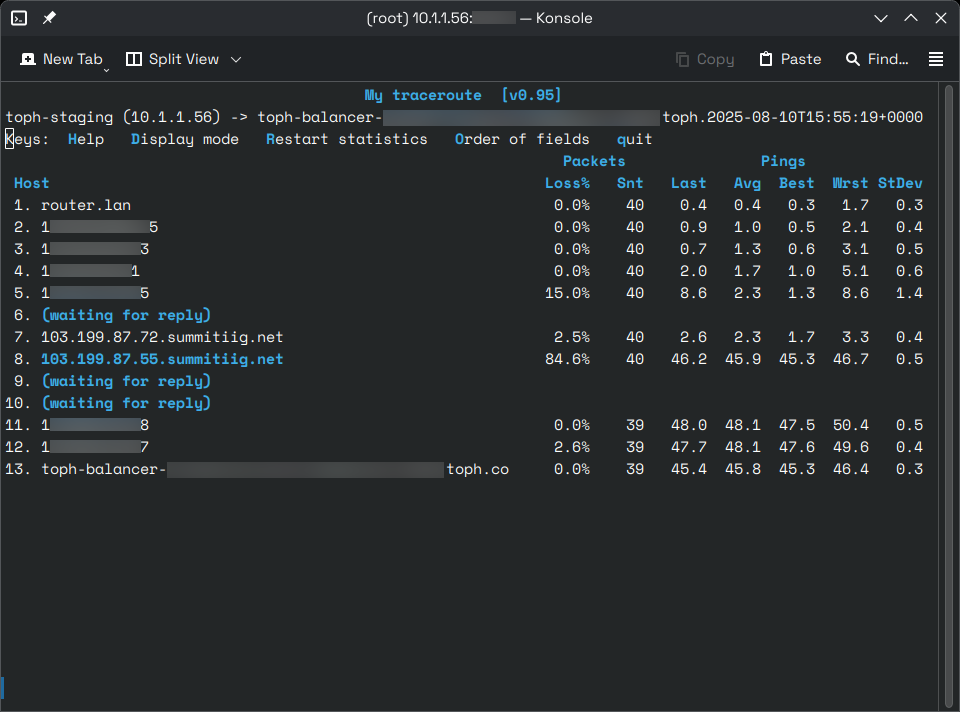 (root) 10.1.1.56: — Konsole
New Tab Split View Copy Paste Find...
My traceroute [v0.95]
toph-staging (10.1.1.56) -> toph-balancer- toph.2025-08-10T15:55:19+0000
Keys: Help Display mode Restart statistics Order of fields quit
Packets Pings
Host Loss% Snt Last Avg Best Wrst StDev
1. router.lan 0.0% 40 0.4 0.4 0.3 1.7 0.3
2. 1 5 0.0% 40 0.9 1.0 0.5 2.1 0.4
3. 1 3 0.0% 40 0.7 1.3 0.6 3.1 0.5
4. 1 1 0.0% 40 2.0 1.7 1.0 5.1 0.6
5. 1 5 15.0% 40 8.6 2.3 1.3 8.6 1.4
6. (waiting for reply)
7. 103.199.87.72.summitiig.net 2.5% 40 2.6 2.3 1.7 3.3 0.4
8. 103.199.87.55.summitiig.net 84.6% 40 46.2 45.9 45.3 46.7 0.5
9. (waiting for reply)
10. (waiting for reply)
11. 1 8 0.0% 39 48.0 48.1 47.5 50.4 0.5
12. 1 7 2.6% 39 47.7 48.1 47.6 49.6 0.4
13. toph-balancer- toph.co 0.0% 39 45.4 45.8 45.3 46.4 0.3